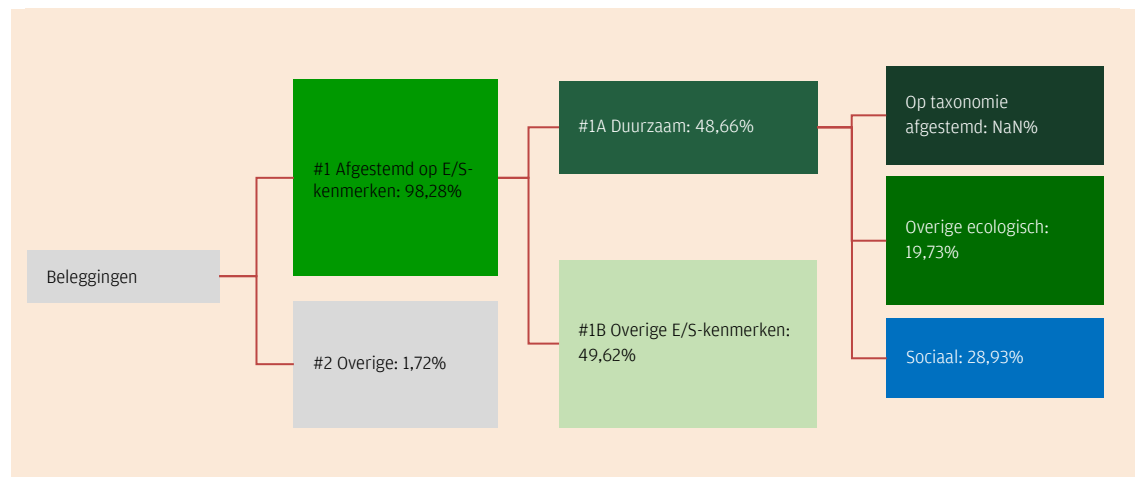 Beleggingen
#1 Afgestemd op E/S-
kenmerken: 98,28%
#2 Overige: 1,72%
#1A Duurzaam: 48,66%
#1B Overige E/S-kenmerken:
49,62%
Op taxonomie
afgestemd: NaN%
Overige ecologisch:
19,73%
Sociaal: 28,93%